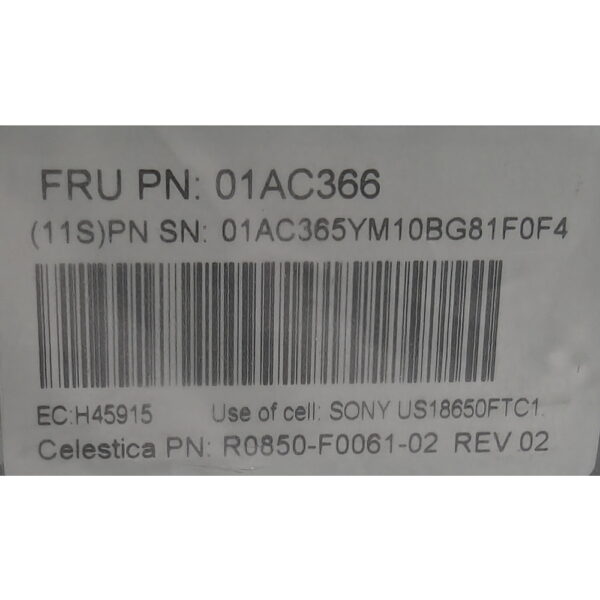 FRU PN: 01AC366
(11S)PN SN: 01AC365YM10BG81F0F4
EC:H45915 Use of cell: SONY US18650FTC1.
Celestica PN: R0850-F0061-02 REV 02